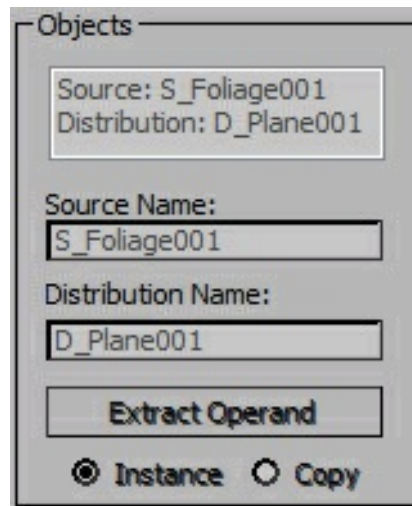 Objects
Source: S_Foliage001
Distribution: D_Plane001
Source Name:
S_Foliage001
Distribution Name:
D_Plane001
Extract Operand
Instance Copy